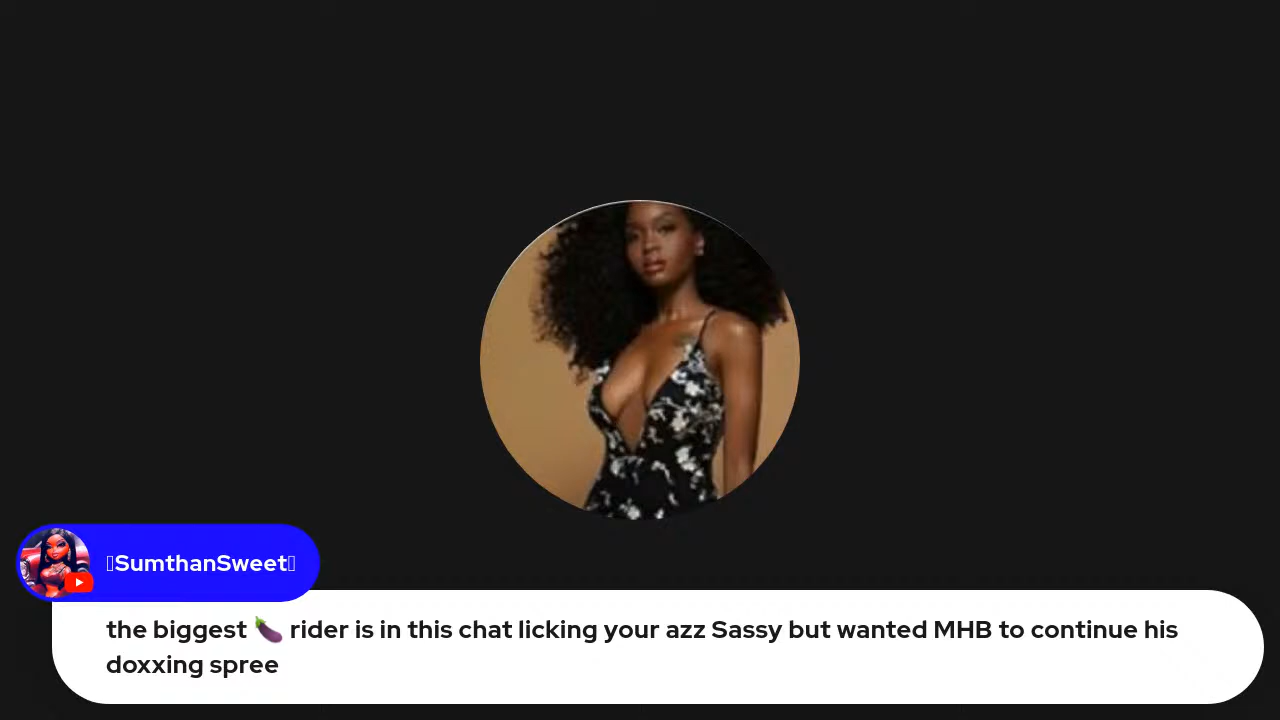 SumthanSweet
the biggest 🍆 rider is in this chat licking your azz Sassy but wanted MHB to continue his
doxxing spree